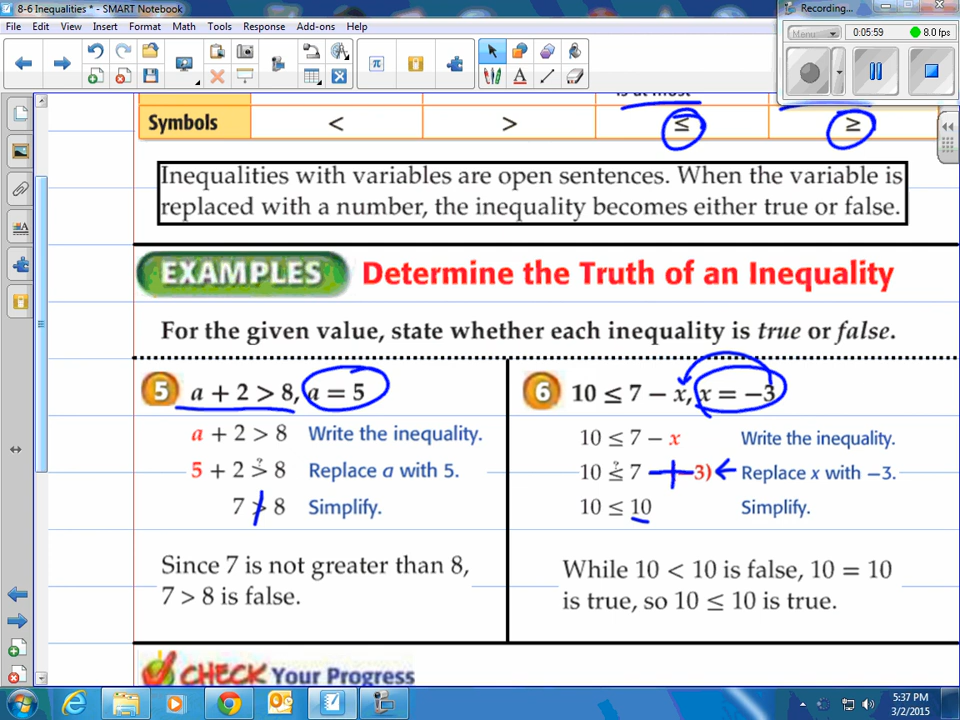 8-6 Inequalities * - SMART Notebook
Recording...
File Edit View Insert Format Math Tools Response Add-ons Help
Menu 0:05:59 8.0 fps
is at most
Symbols < > ≤ ≥
Inequalities with variables are open sentences. When the variable is
replaced with a number, the inequality becomes either true or false.
EXAMPLES Determine the Truth of an Inequality
For the given value, state whether each inequality is true or false.
5 a + 2 > 8, a = 5
a + 2 > 8 Write the inequality.
5 + 2 >? 8 Replace a with 5.
7 > 8 Simplify.
Since 7 is not greater than 8,
7 > 8 is false.
6 10 ≤ 7 − x, x = −3
10 ≤ 7 − x Write the inequality.
10 ≤? 7 + 3) Replace x with −3.
10 ≤ 10 Simplify.
While 10 < 10 is false, 10 = 10
is true, so 10 ≤ 10 is true.
CHECK Your Progress
5:37 PM
3/2/2015